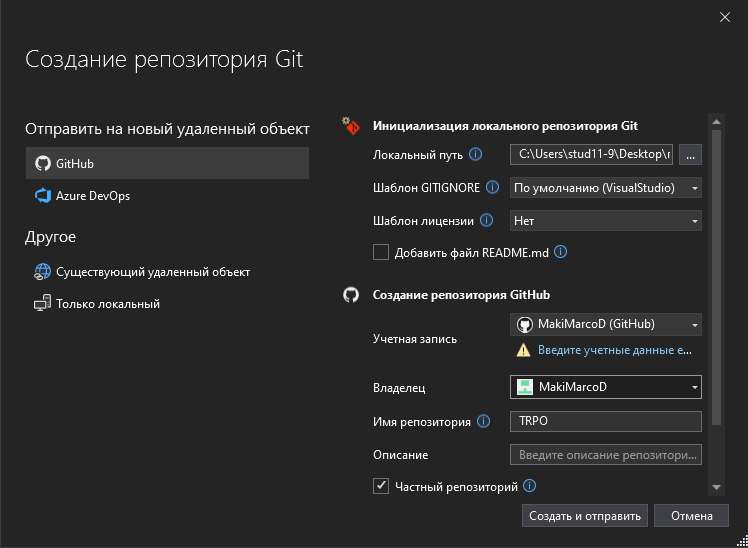 Создание репозитория Git
Отправить на новый удаленный объект
GitHub
Azure DevOps
Другое
Существующий удаленный объект
Только локальный
Инициализация локального репозитория Git
Локальный путь
C:\Users\stud11-9\Desktop\
...
Шаблон GITIGNORE
По умолчанию (VisualStudio)
Шаблон лицензии
Нет
Добавить файл README.md
Создание репозитория GitHub
Учетная запись
MakiMarcoD (GitHub)
Введите учетные данные е...
Владелец
MakiMarcoD
Имя репозитория
TRPO
Описание
Введите описание репозитори...
Частный репозиторий
Создать и отправить
Отмена